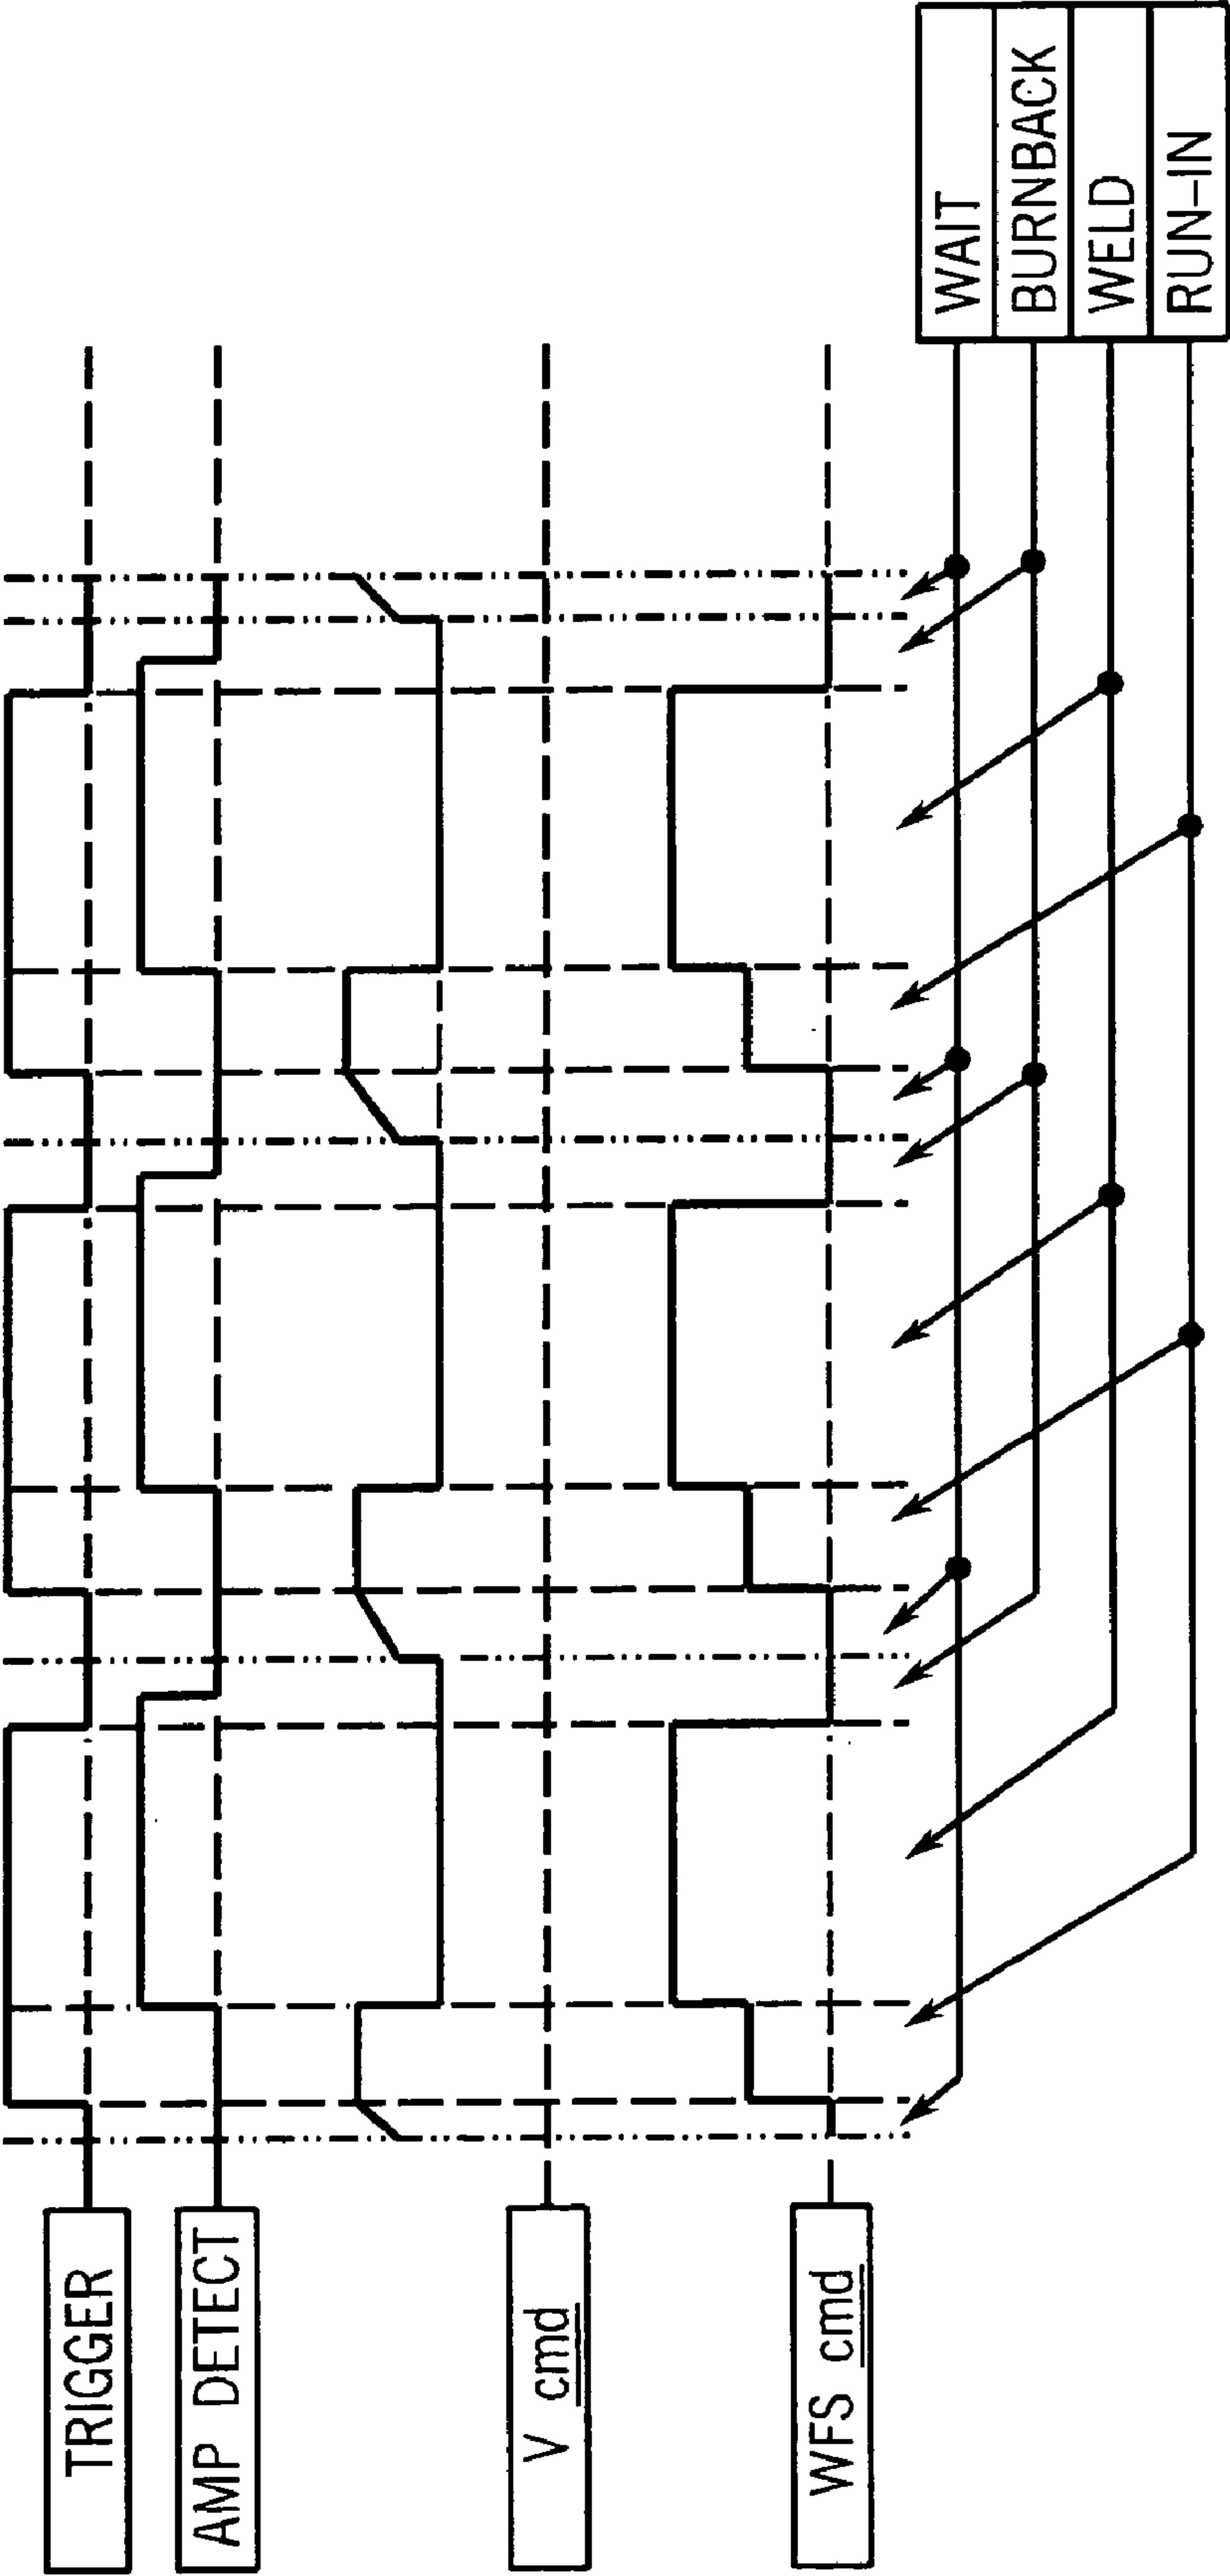 TRIGGER
AMP DETECT
V cmd
WFS cmd
WAIT
BURNBACK
WELD
RUN-IN